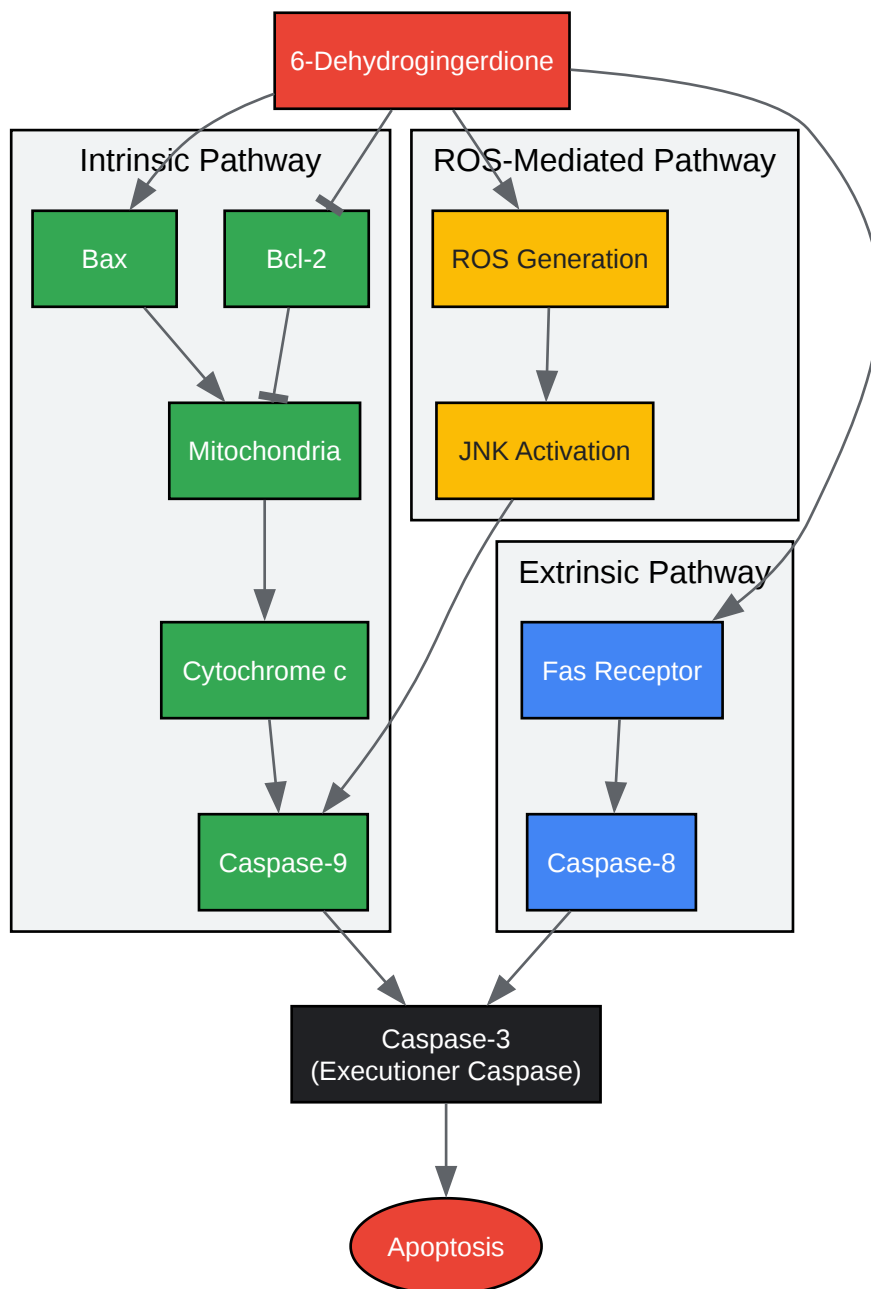 6-Dehydrogingerdione
Intrinsic Pathway
ROS-Mediated Pathway
Bax
Bcl-2
ROS Generation
Mitochondria
JNK Activation
Extrinsic Pathway
Cytochrome c
Fas Receptor
Caspase-9
Caspase-8
Caspase-3
(Executioner Caspase)
Apoptosis